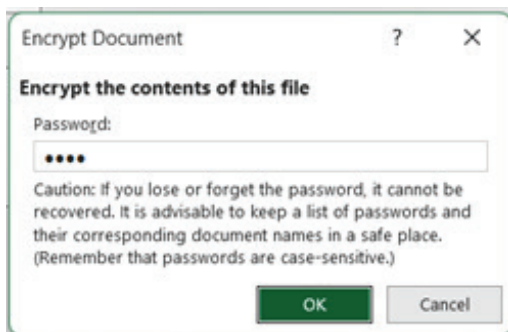 Encrypt Document ? ×
Encrypt the contents of this file
Password:
••••
Caution: If you lose or forget the password, it cannot be
recovered. It is advisable to keep a list of passwords and
their corresponding document names in a safe place.
(Remember that passwords are case-sensitive.)
OK Cancel